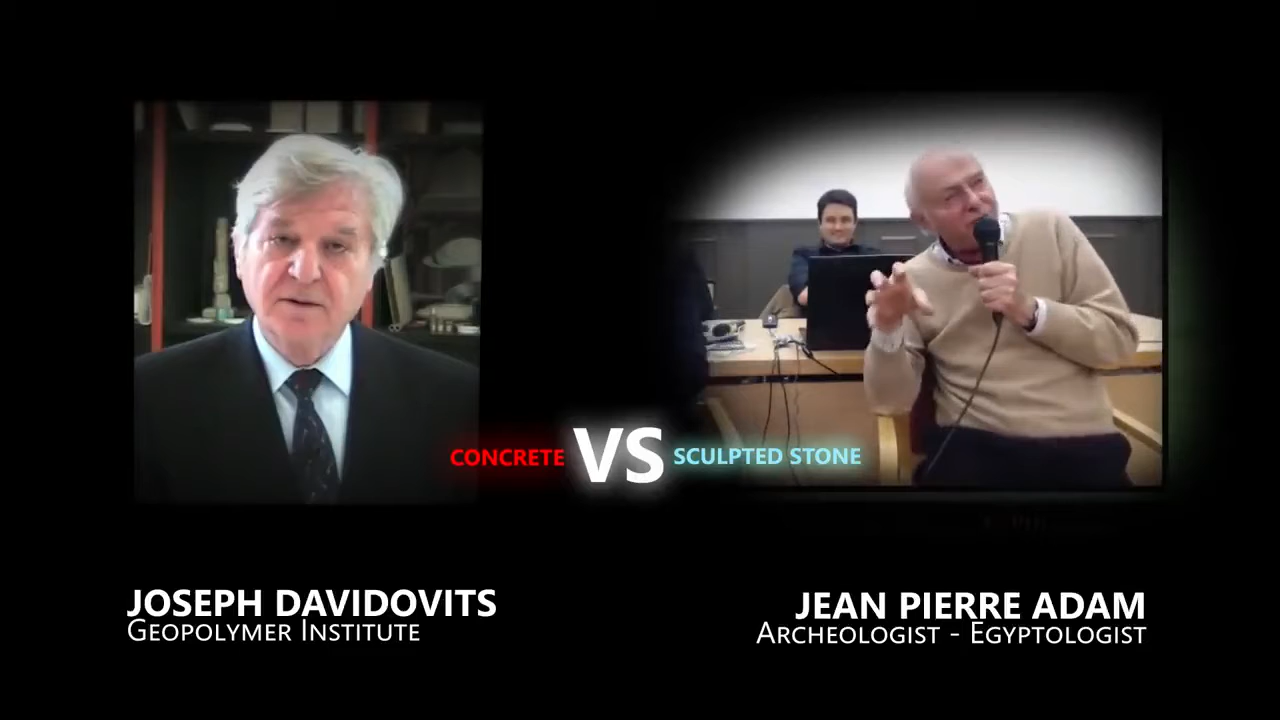 CONCRETE VS SCULPTED STONE
JOSEPH DAVIDOVITS
GEOPOLYMER INSTITUTE
JEAN PIERRE ADAM
ARCHEOLOGIST - EGYPTOLOGIST